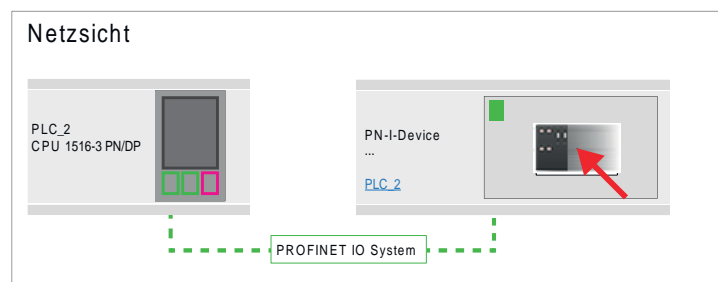 Netzsicht
PLC_2
CPU 1516-3 PN/DP
PN-I-Device
...
PLC_2
PROFINET IO System